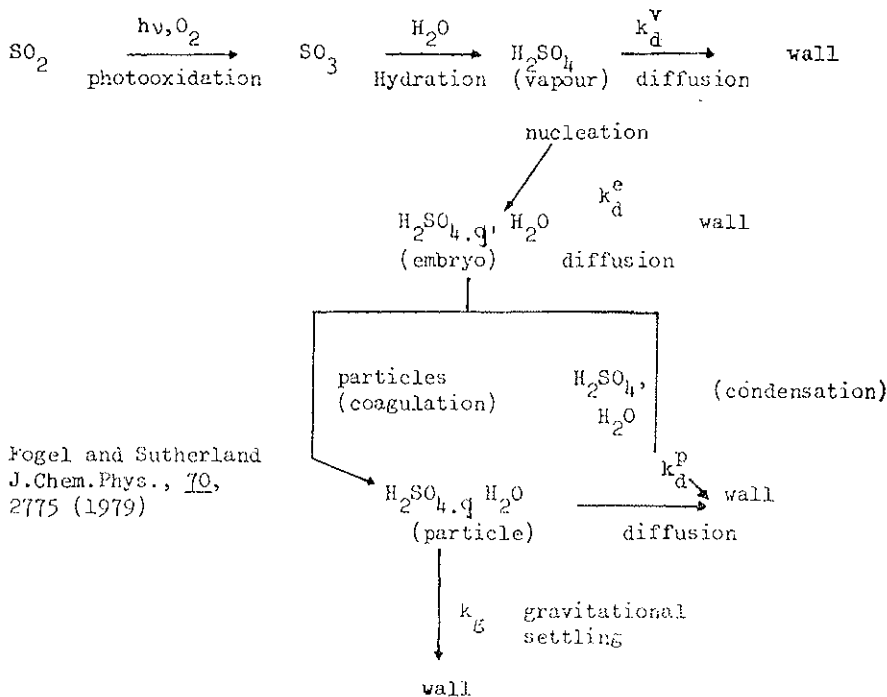 hν,O₂ H₂O k_d^v
SO₂ SO₃ H₂SO₄ wall
photooxidation Hydration (vapour) diffusion
nucleation
k_d^e
H₂SO₄.q' H₂O wall
(embryo) diffusion
particles H₂SO₄, (condensation)
(coagulation) H₂O
Fogel and Sutherland
J.Chem.Phys., 70,
2775 (1979)
k_d^p wall
H₂SO₄.q H₂O
(particle) diffusion
k_g gravitational
settling
wall